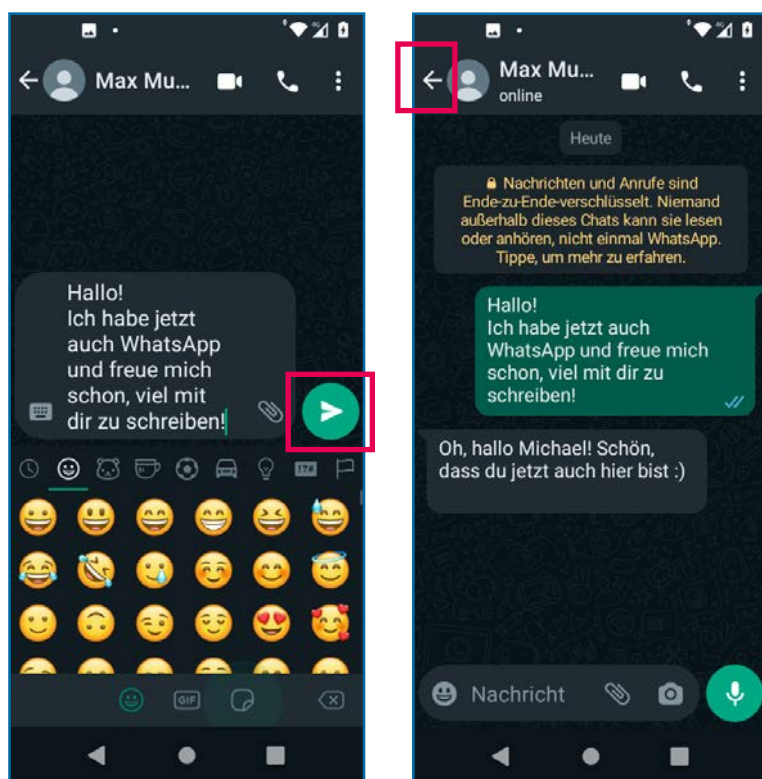 Max Mu...
Hallo!
Ich habe jetzt
auch WhatsApp
und freue mich
schon, viel mit
dir zu schreiben!
GIF
Max Mu...
online
Heute
Nachrichten und Anrufe sind
Ende-zu-Ende-verschlüsselt. Niemand
außerhalb dieses Chats kann sie lesen
oder anhören, nicht einmal WhatsApp.
Tippe, um mehr zu erfahren.
Hallo!
Ich habe jetzt auch
WhatsApp und freue mich
schon, viel mit dir zu
schreiben!
Oh, hallo Michael! Schön,
dass du jetzt auch hier bist :)
Nachricht